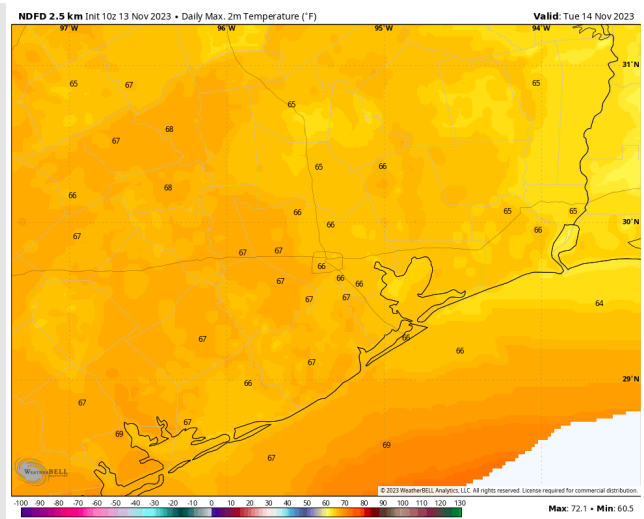 NDFD 2.5 km Init 10z 13 Nov 2023 • Daily Max. 2m Temperature (°F) Valid: Tue 14 Nov 2023
97°W 96°W 95°W 94°W
31°N
65 67 65
65
68
67
65 66
68
66
66 65 65
66 66
30°N
67
67 67
66
67 66 66
67 67
64
67 66
66
67
29°N
66
67
67
69
69
67
WEATHERBELL
© 2023 WeatherBELL Analytics, LLC. All rights reserved. License required for commercial distribution.
-100 -90 -80 -70 -60 -50 -40 -30 -20 -10 0 10 20 30 40 50 60 70 80 90 100 110 120 130 Max: 72.1 • Min: 60.5